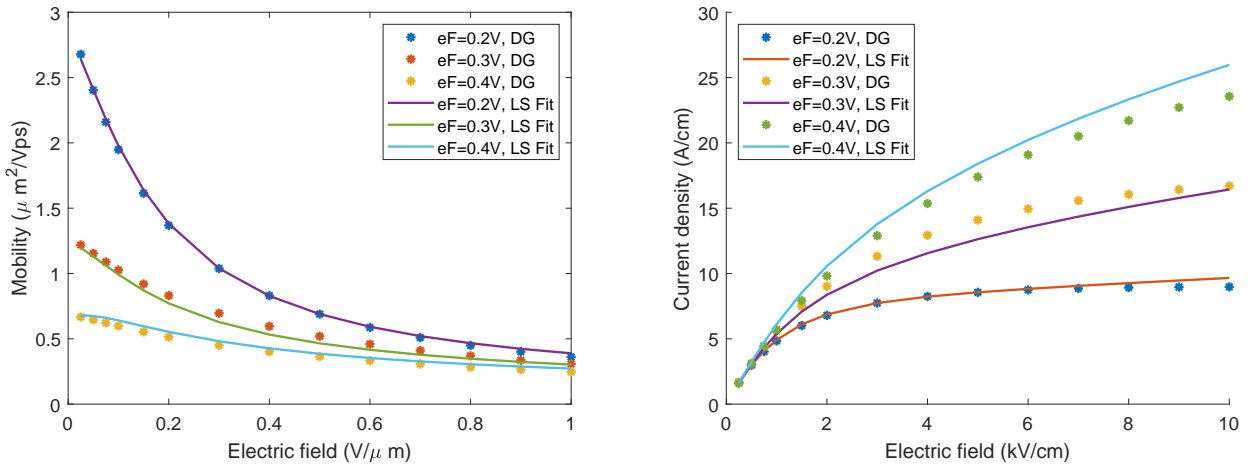 3
2.5
2
1.5
1
0.5
0
Mobility (μ m²/Vps)
0 0.2 0.4 0.6 0.8 1
Electric field (V/μ m)
eF=0.2V, DG
eF=0.3V, DG
eF=0.4V, DG
eF=0.2V, LS Fit
eF=0.3V, LS Fit
eF=0.4V, LS Fit
30
25
20
15
10
5
0
Current density (A/cm)
0 2 4 6 8 10
Electric field (kV/cm)
eF=0.2V, DG
eF=0.2V, LS Fit
eF=0.3V, DG
eF=0.3V, LS Fit
eF=0.4V, DG
eF=0.4V, LS Fit